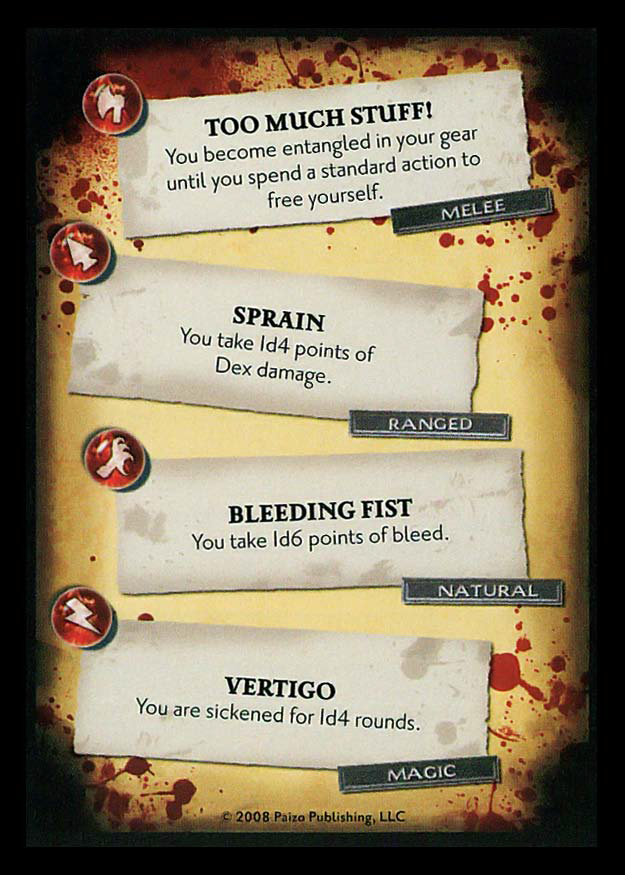 TOO MUCH STUFF!
You become entangled in your gear
until you spend a standard action to
free yourself.
MELEE
SPRAIN
You take 1d4 points of
Dex damage.
RANGED
BLEEDING FIST
You take 1d6 points of bleed.
NATURAL
VERTIGO
You are sickened for 1d4 rounds.
MAGIC
© 2008 Paizo Publishing, LLC